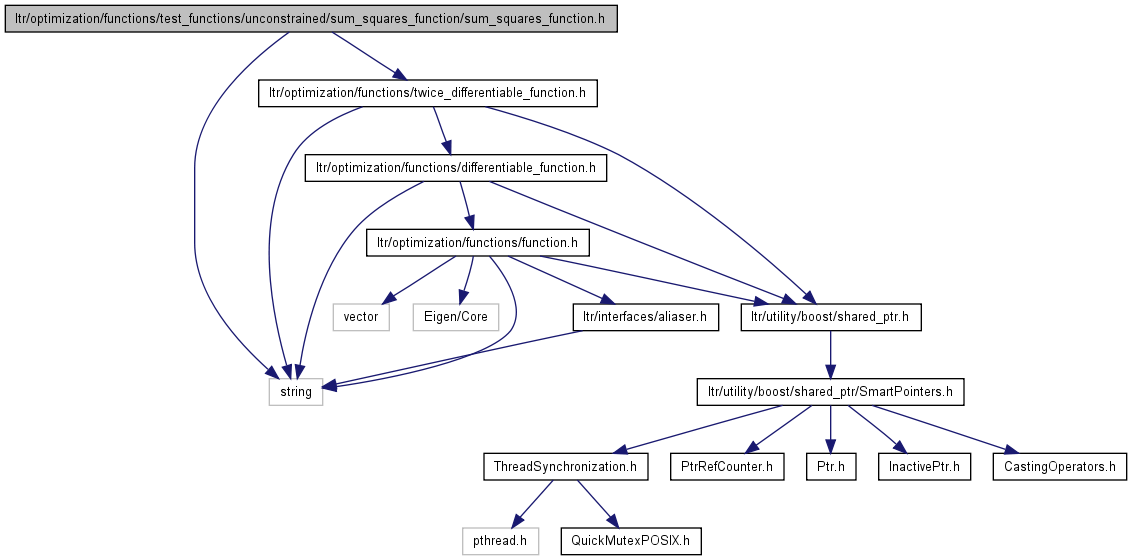 ltr/optimization/functions/test_functions/unconstrained/sum_squares_function/sum_squares_function.h
ltr/optimization/functions/twice_differentiable_function.h
ltr/optimization/functions/differentiable_function.h
ltr/optimization/functions/function.h
vector
Eigen/Core
ltr/interfaces/aliaser.h
ltr/utility/boost/shared_ptr.h
string
ltr/utility/boost/shared_ptr/SmartPointers.h
ThreadSynchronization.h
PtrRefCounter.h
Ptr.h
InactivePtr.h
CastingOperators.h
pthread.h
QuickMutexPOSIX.h